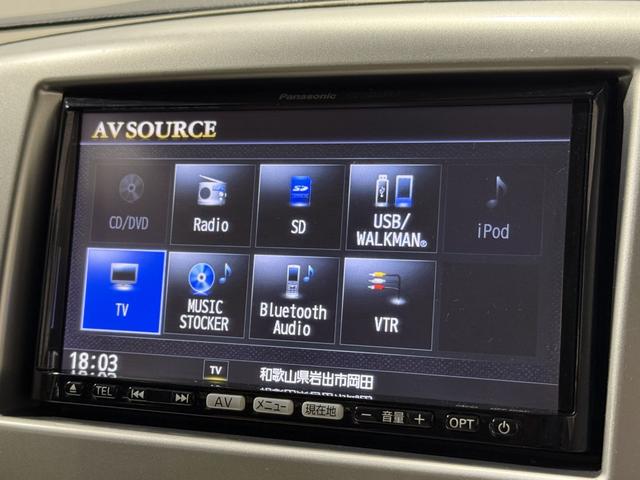 Panasonic
AV SOURCE
CD/DVD
Radio
SD
USB/
WALKMAN®
iPod
TV
MUSIC
STOCKER
Bluetooth
Audio
VTR
18:03
TV
和歌山県岩出市岡田
TEL
AV
メニュー
現在地
− 音量 +
OPT